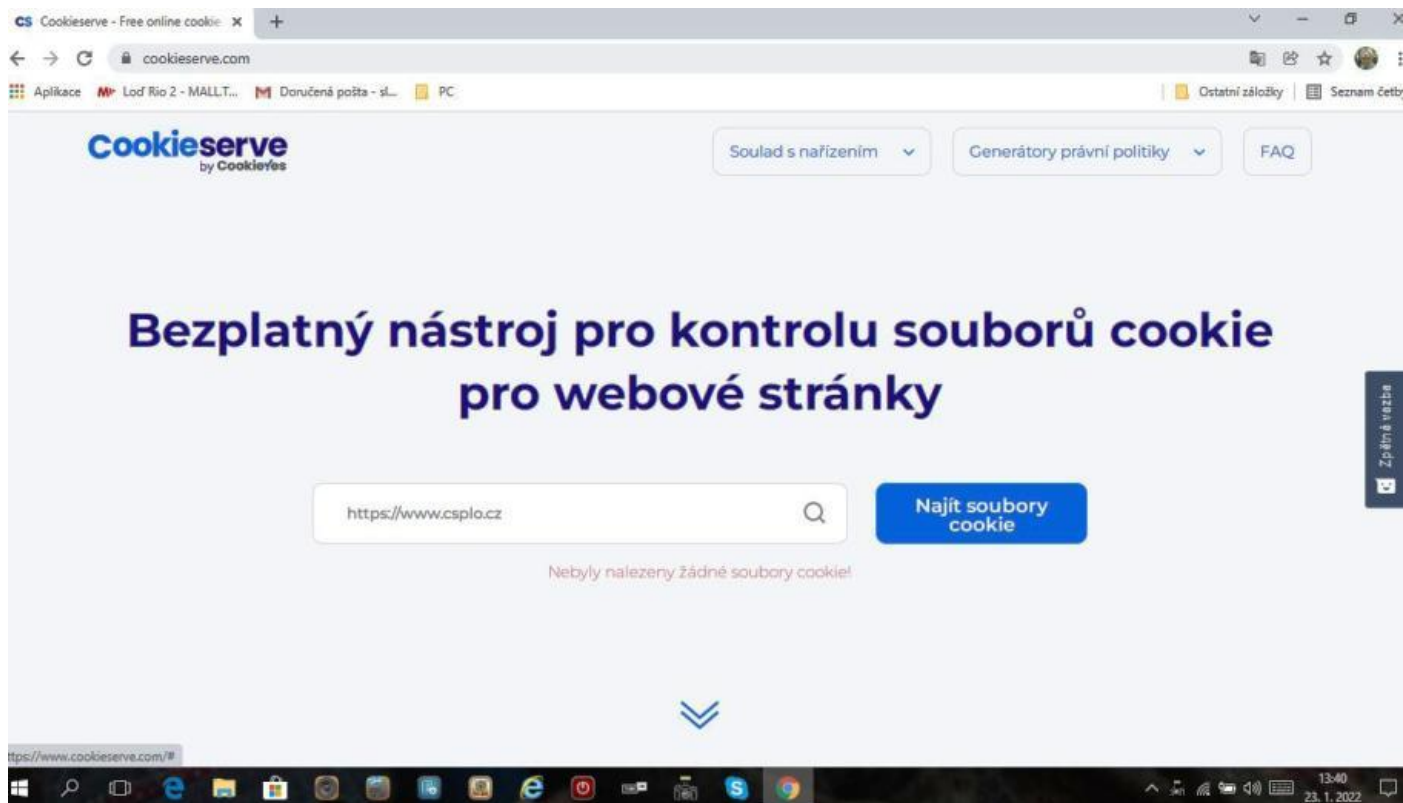 CS Cookieserve - Free online cookie
cookieserve.com
Aplikace Loď Rio 2 - MALL.T... Doručená pošta - sl... PC Ostatní záložky Seznam četby
Cookieserve
by CookieYes
Soulad s nařízením Generátory právní politiky FAQ
Bezplatný nástroj pro kontrolu souborů cookie
pro webové stránky
https://www.csplo.cz
Najít soubory
cookie
Nebyly nalezeny žádné soubory cookie!
Zpětná vazba
ttps://www.cookieserve.com/#
13:40
23. 1. 2022